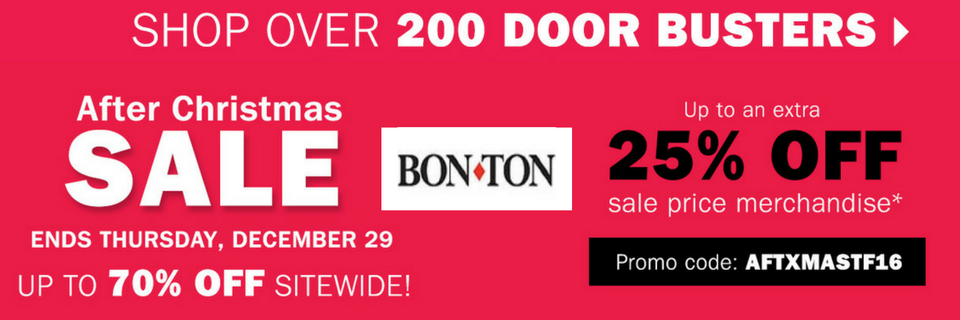 SHOP OVER 200 DOOR BUSTERS
After Christmas
SALE
ENDS THURSDAY, DECEMBER 29
UP TO 70% OFF SITEWIDE!
BON♦TON
Up to an extra
25% OFF
sale price merchandise*
Promo code: AFTXMASTF16